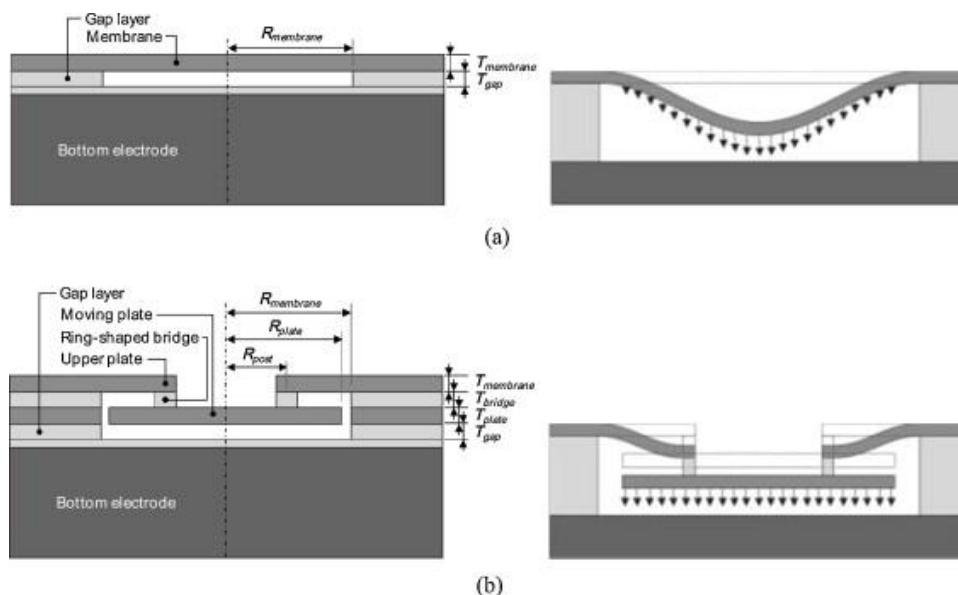 Gap layer
Membrane
R_membrane
T_membrane
T_gap
Bottom electrode
(a)
Gap layer
Moving plate
Ring-shaped bridge
Upper plate
R_membrane
R_plate
R_post
T_membrane
T_bridge
T_plate
T_gap
Bottom electrode
(b)